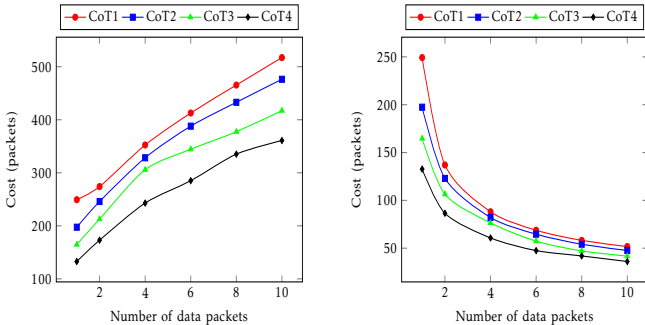 CoT1 CoT2 CoT3 CoT4
500
400
300
200
100
2 4 6 8 10
Cost (packets)
Number of data packets
CoT1 CoT2 CoT3 CoT4
250
200
150
100
50
2 4 6 8 10
Cost (packets)
Number of data packets